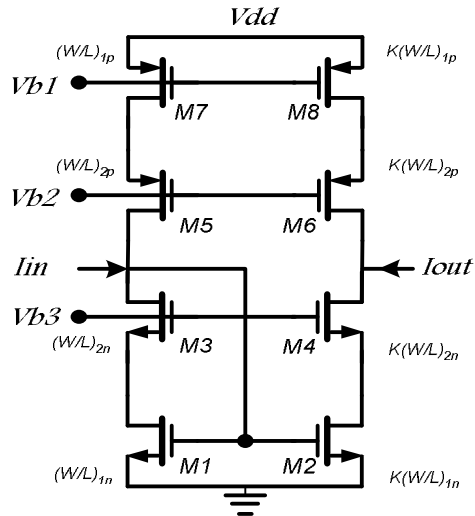 Vdd
(W/L)1p
K(W/L)1p
Vb1
M7
M8
(W/L)2p
K(W/L)2p
Vb2
M5
M6
Iin
Iout
Vb3
(W/L)2n
M3
M4
K(W/L)2n
(W/L)1n
M1
M2
K(W/L)1n